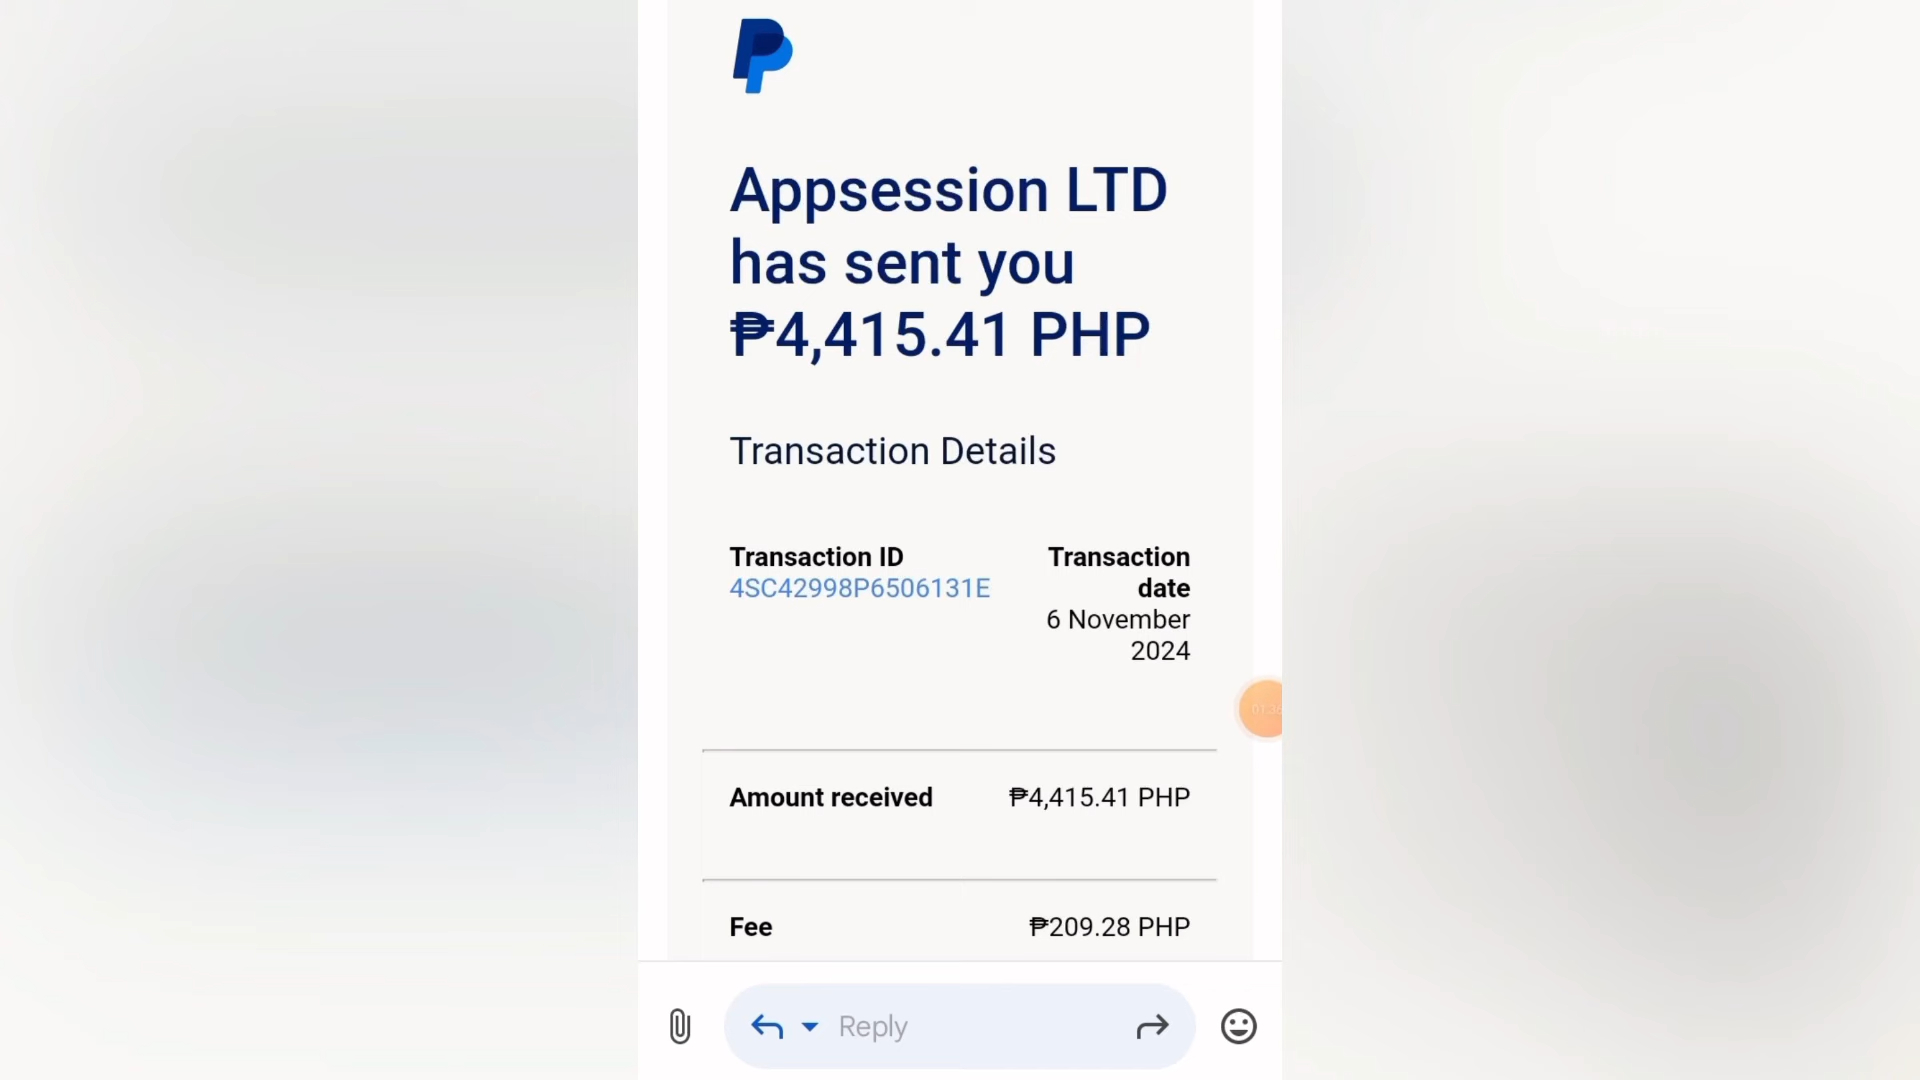 Appsession LTD
has sent you
₱4,415.41 PHP
Transaction Details
Transaction ID
4SC42998P6506131E
Transaction
date
6 November
2024
Amount received ₱4,415.41 PHP
Fee ₱209.28 PHP
Reply